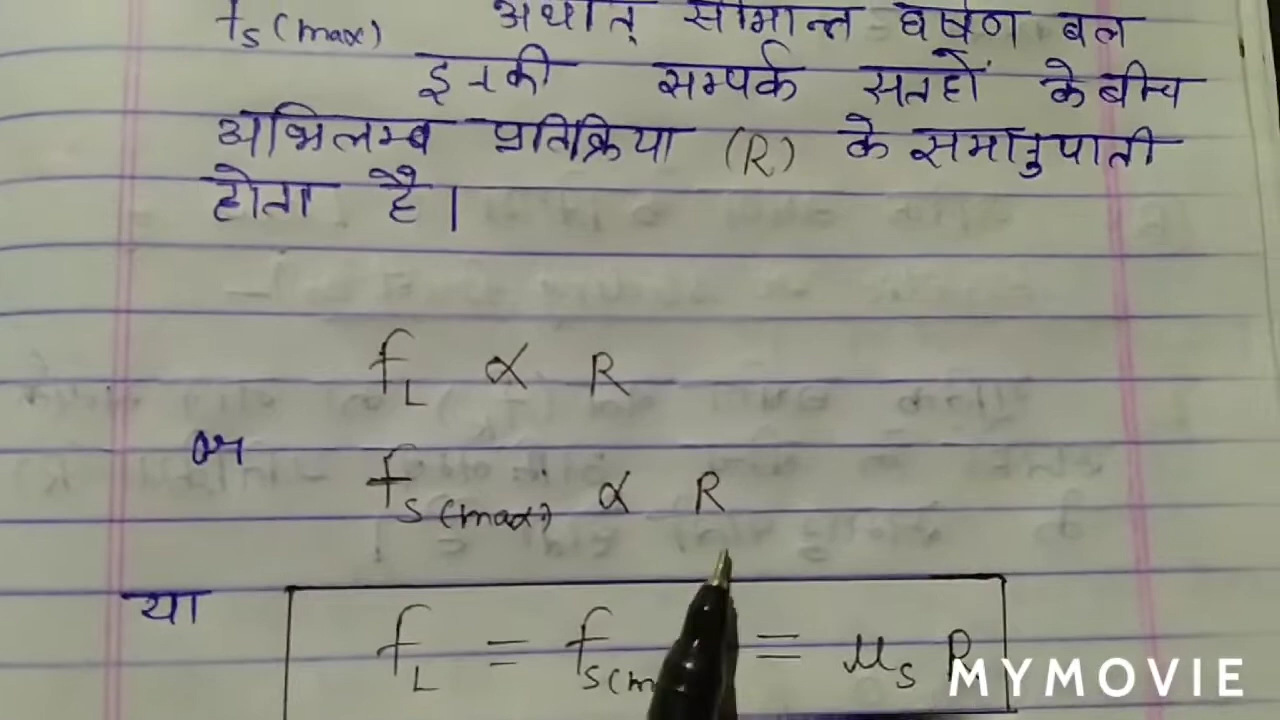 fs (max) अर्थात् सीमान्त घर्षण बल
इनकी सम्पर्क सतहों के बीच
अभिलम्ब प्रतिक्रिया (R) के समानुपाती
होता है।
fL ∝ R
or
fs (max) ∝ R
या fL = fs(m = μs R
MYMOVIE